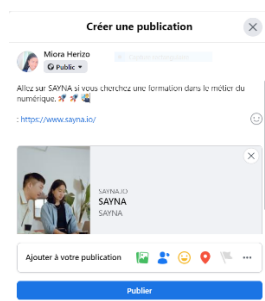 Créer une publication
Miora Herizo
Public
Allez sur SAYNA si vous cherchez une formation dans le métier du
numérique. 🚀 🚀
: https://www.sayna.io/
SAYNA.IO
SAYNA
SAYNA
Ajouter à votre publication
Publier